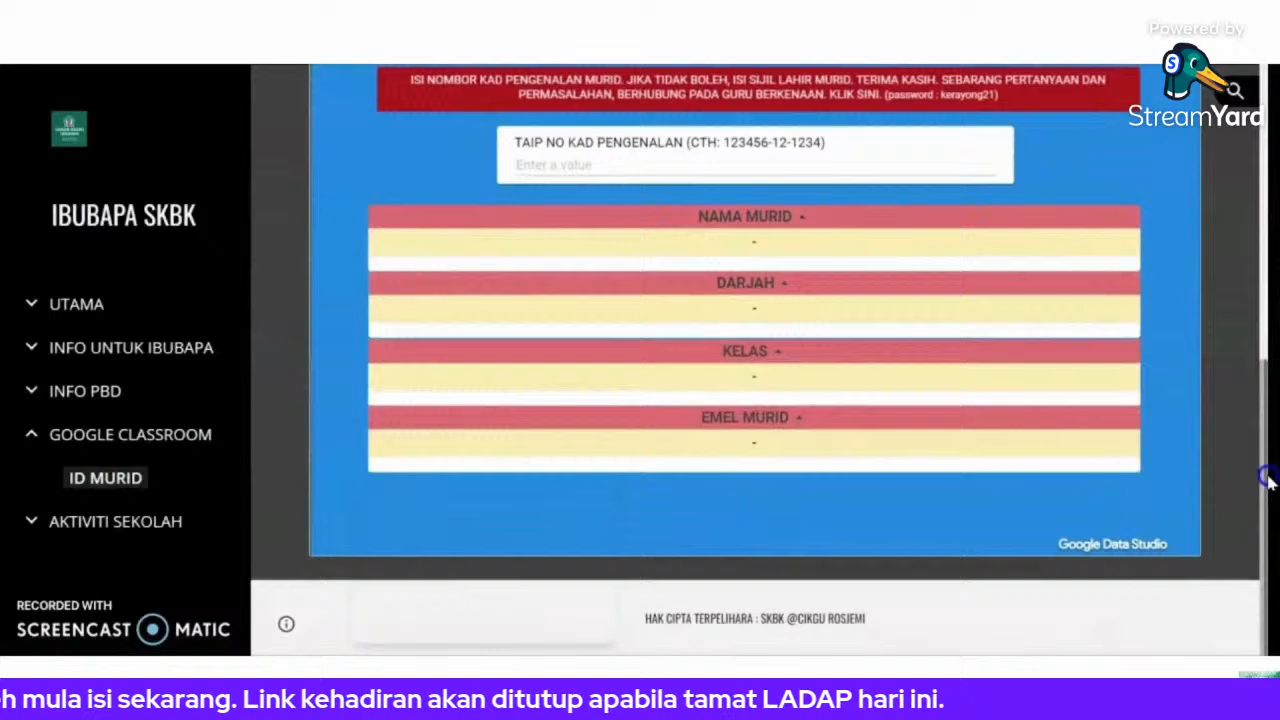 Powered by
StreamYard
ISI NOMBOR KAD PENGENALAN MURID. JIKA TIDAK BOLEH, ISI SIJIL LAHIR MURID. TERIMA KASIH. SEBARANG PERTANYAAN DAN
PERMASALAHAN, BERHUBUNG PADA GURU BERKENAAN. KLIK SINI. (password : kerayong21)
TAIP NO KAD PENGENALAN (CTH: 123456-12-1234)
Enter a value
IBUBAPA SKBK
UTAMA
INFO UNTUK IBUBAPA
INFO PBD
GOOGLE CLASSROOM
ID MURID
AKTIVITI SEKOLAH
NAMA MURID
-
DARJAH
-
KELAS
-
EMEL MURID
-
Google Data Studio
RECORDED WITH
SCREENCAST MATIC
HAK CIPTA TERPELIHARA : SKBK @CIKGU ROSJEMI
h mula isi sekarang. Link kehadiran akan ditutup apabila tamat LADAP hari ini.